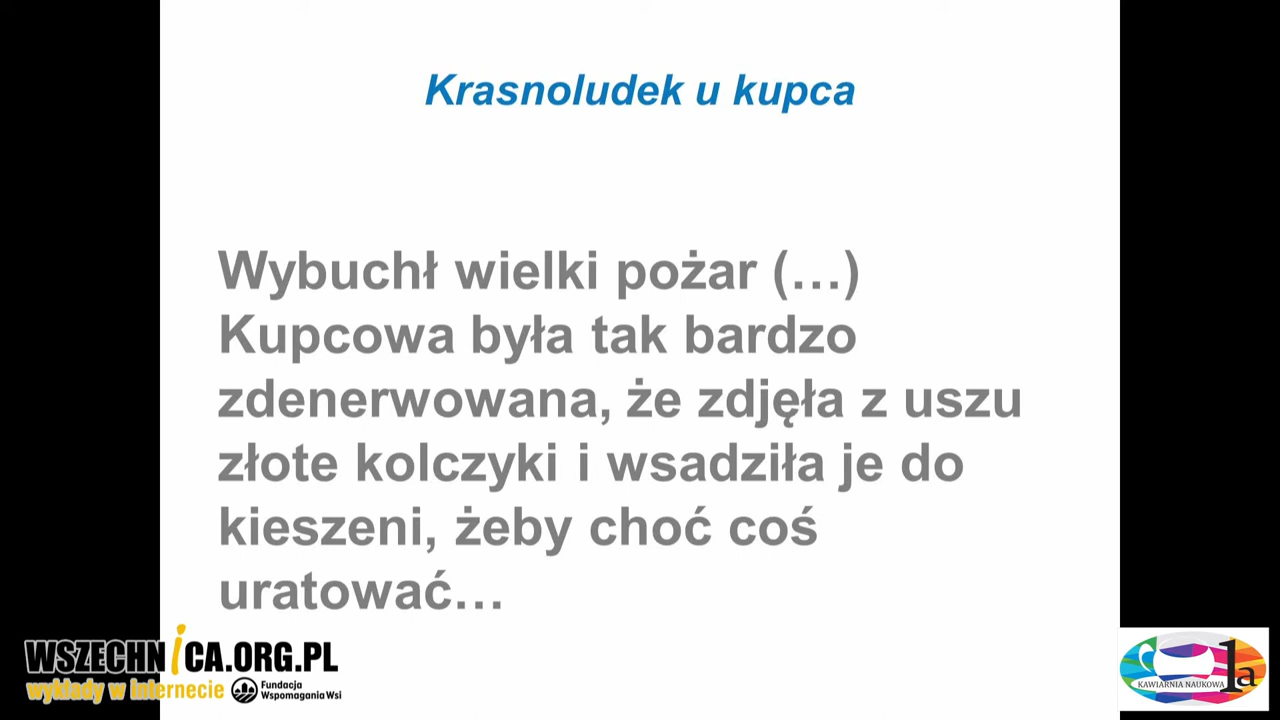 Krasnoludek u kupca
Wybuchł wielki pożar (…)
Kupcowa była tak bardzo
zdenerwowana, że zdjęła z uszu
złote kolczyki i wsadziła je do
kieszeni, żeby choć coś
uratować…
WSZECHNiCA.ORG.PL
wykłady w Internecie
Fundacja
Wspomagania Wsi
KAWIARNIA NAUKOWA 1a